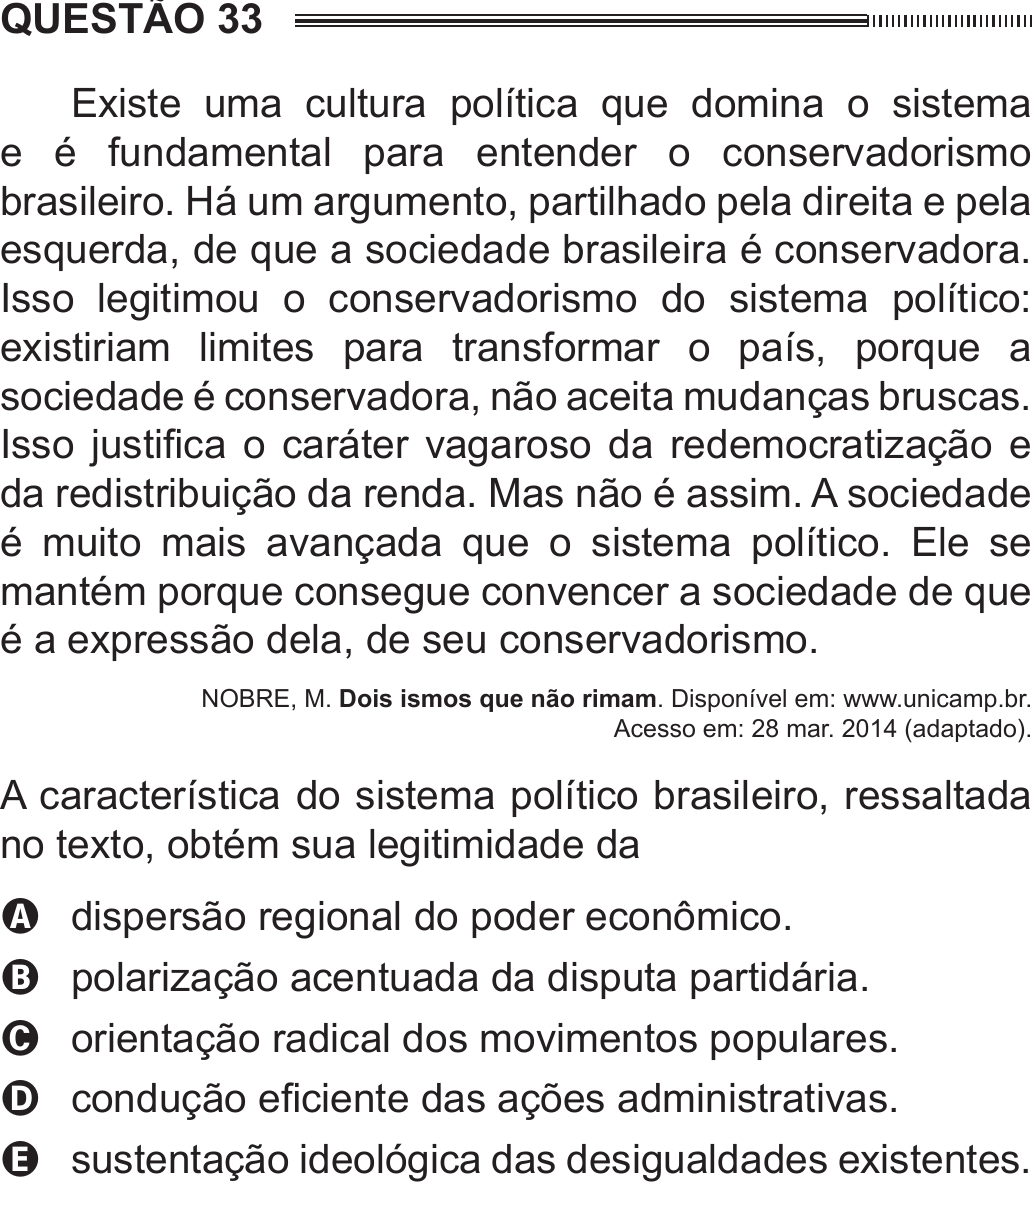 QUESTÃO 33
Existe uma cultura política que domina o sistema
e é fundamental para entender o conservadorismo
brasileiro. Há um argumento, partilhado pela direita e pela
esquerda, de que a sociedade brasileira é conservadora.
Isso legitimou o conservadorismo do sistema político:
existiriam limites para transformar o país, porque a
sociedade é conservadora, não aceita mudanças bruscas.
Isso justifica o caráter vagaroso da redemocratização e
da redistribuição da renda. Mas não é assim. A sociedade
é muito mais avançada que o sistema político. Ele se
mantém porque consegue convencer a sociedade de que
é a expressão dela, de seu conservadorismo.
NOBRE, M. Dois ismos que não rimam. Disponível em: www.unicamp.br.
Acesso em: 28 mar. 2014 (adaptado).
A característica do sistema político brasileiro, ressaltada
no texto, obtém sua legitimidade da
A dispersão regional do poder econômico.
B polarização acentuada da disputa partidária.
C orientação radical dos movimentos populares.
D condução eficiente das ações administrativas.
E sustentação ideológica das desigualdades existentes.